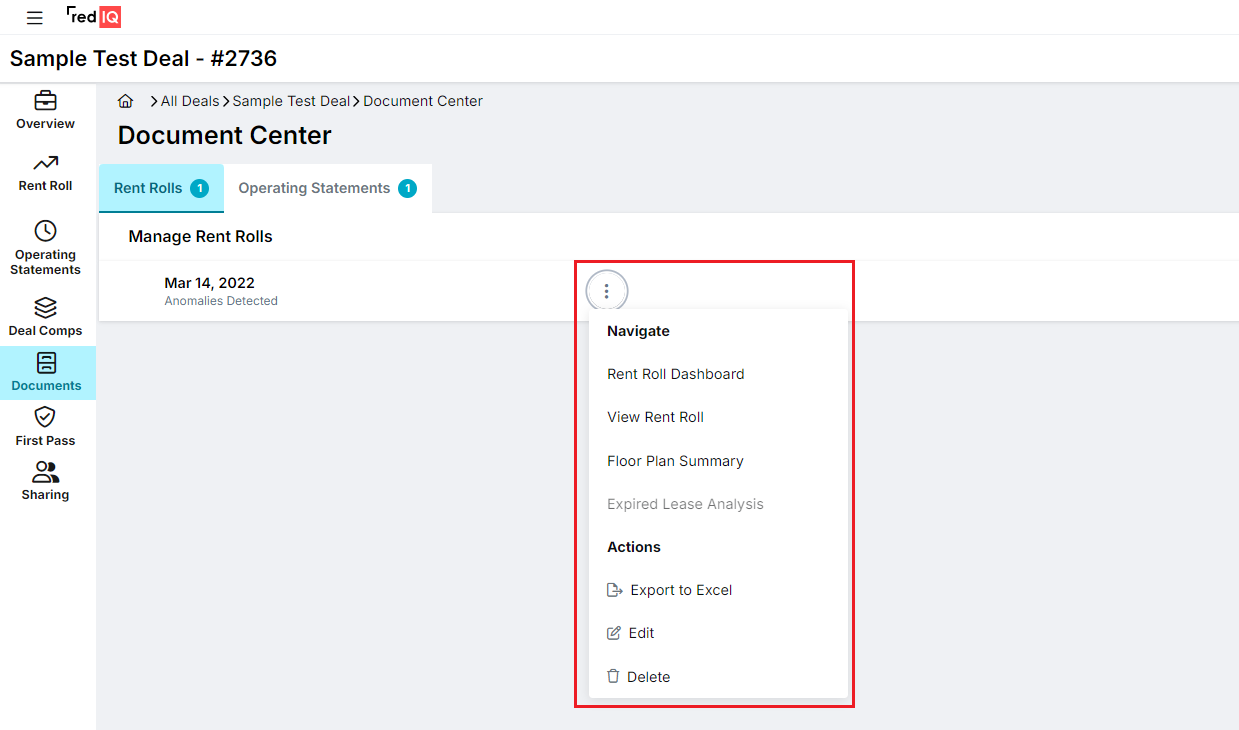 redIQ
Sample Test Deal - #2736
Overview
Rent Roll
Operating
Statements
Deal Comps
Documents
First Pass
Sharing
All Deals Sample Test Deal Document Center
Document Center
Rent Rolls 1 Operating Statements 1
Manage Rent Rolls
Mar 14, 2022
Anomalies Detected
Navigate
Rent Roll Dashboard
View Rent Roll
Floor Plan Summary
Expired Lease Analysis
Actions
Export to Excel
Edit
Delete